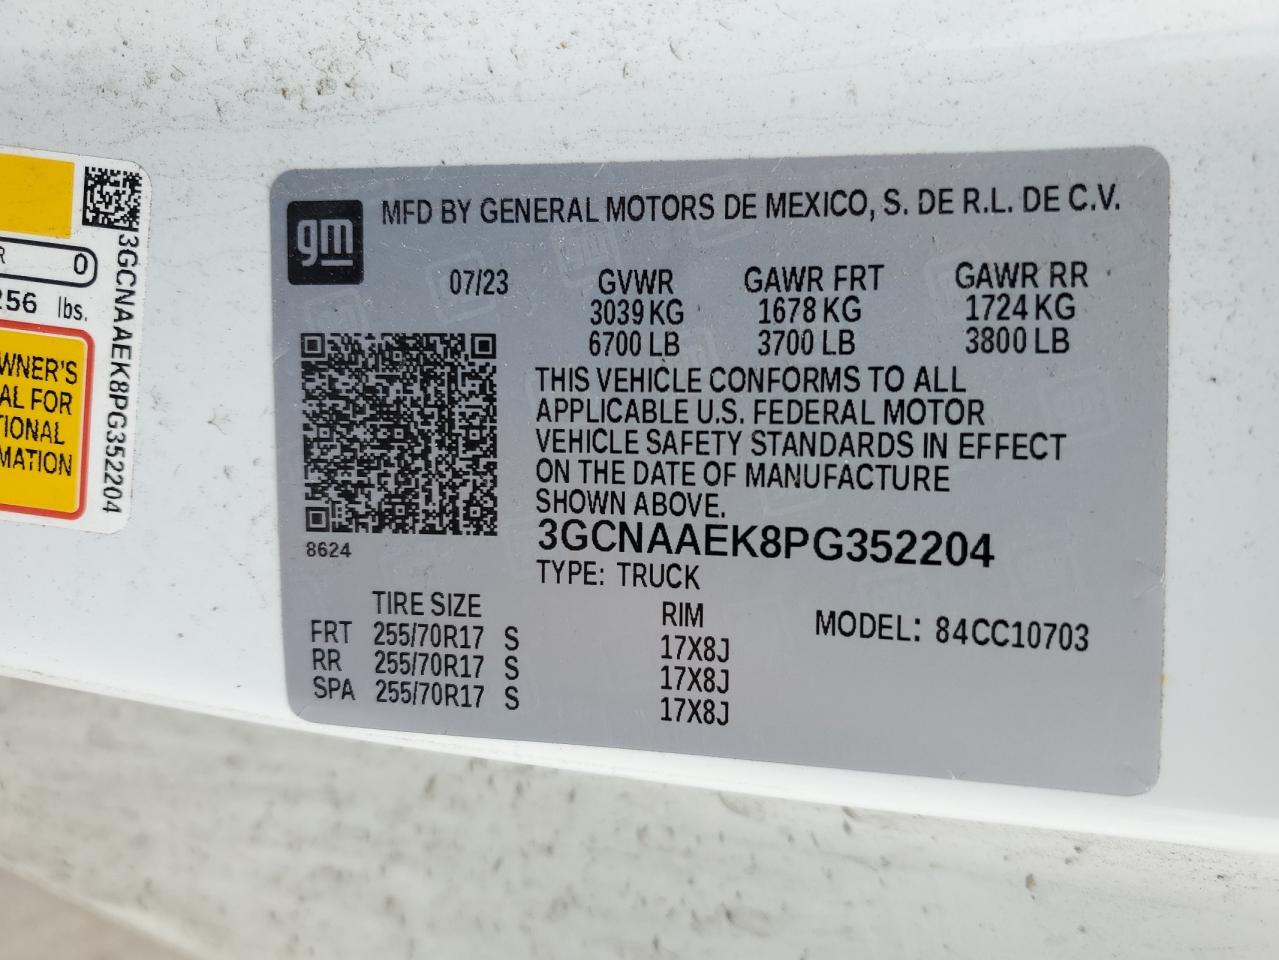 R 0
256 lbs.
OWNER'S
AL FOR
TIONAL
MATION
3GCNAAEK8PG352204
gm
MFD BY GENERAL MOTORS DE MEXICO, S. DE R.L. DE C.V.
07/23 GVWR GAWR FRT GAWR RR
3039 KG 1678 KG 1724 KG
6700 LB 3700 LB 3800 LB
THIS VEHICLE CONFORMS TO ALL
APPLICABLE U.S. FEDERAL MOTOR
VEHICLE SAFETY STANDARDS IN EFFECT
ON THE DATE OF MANUFACTURE
SHOWN ABOVE.
3GCNAAEK8PG352204
8624
TYPE: TRUCK
TIRE SIZE RIM MODEL: 84CC10703
FRT 255/70R17 S 17X8J
RR 255/70R17 S 17X8J
SPA 255/70R17 S 17X8J